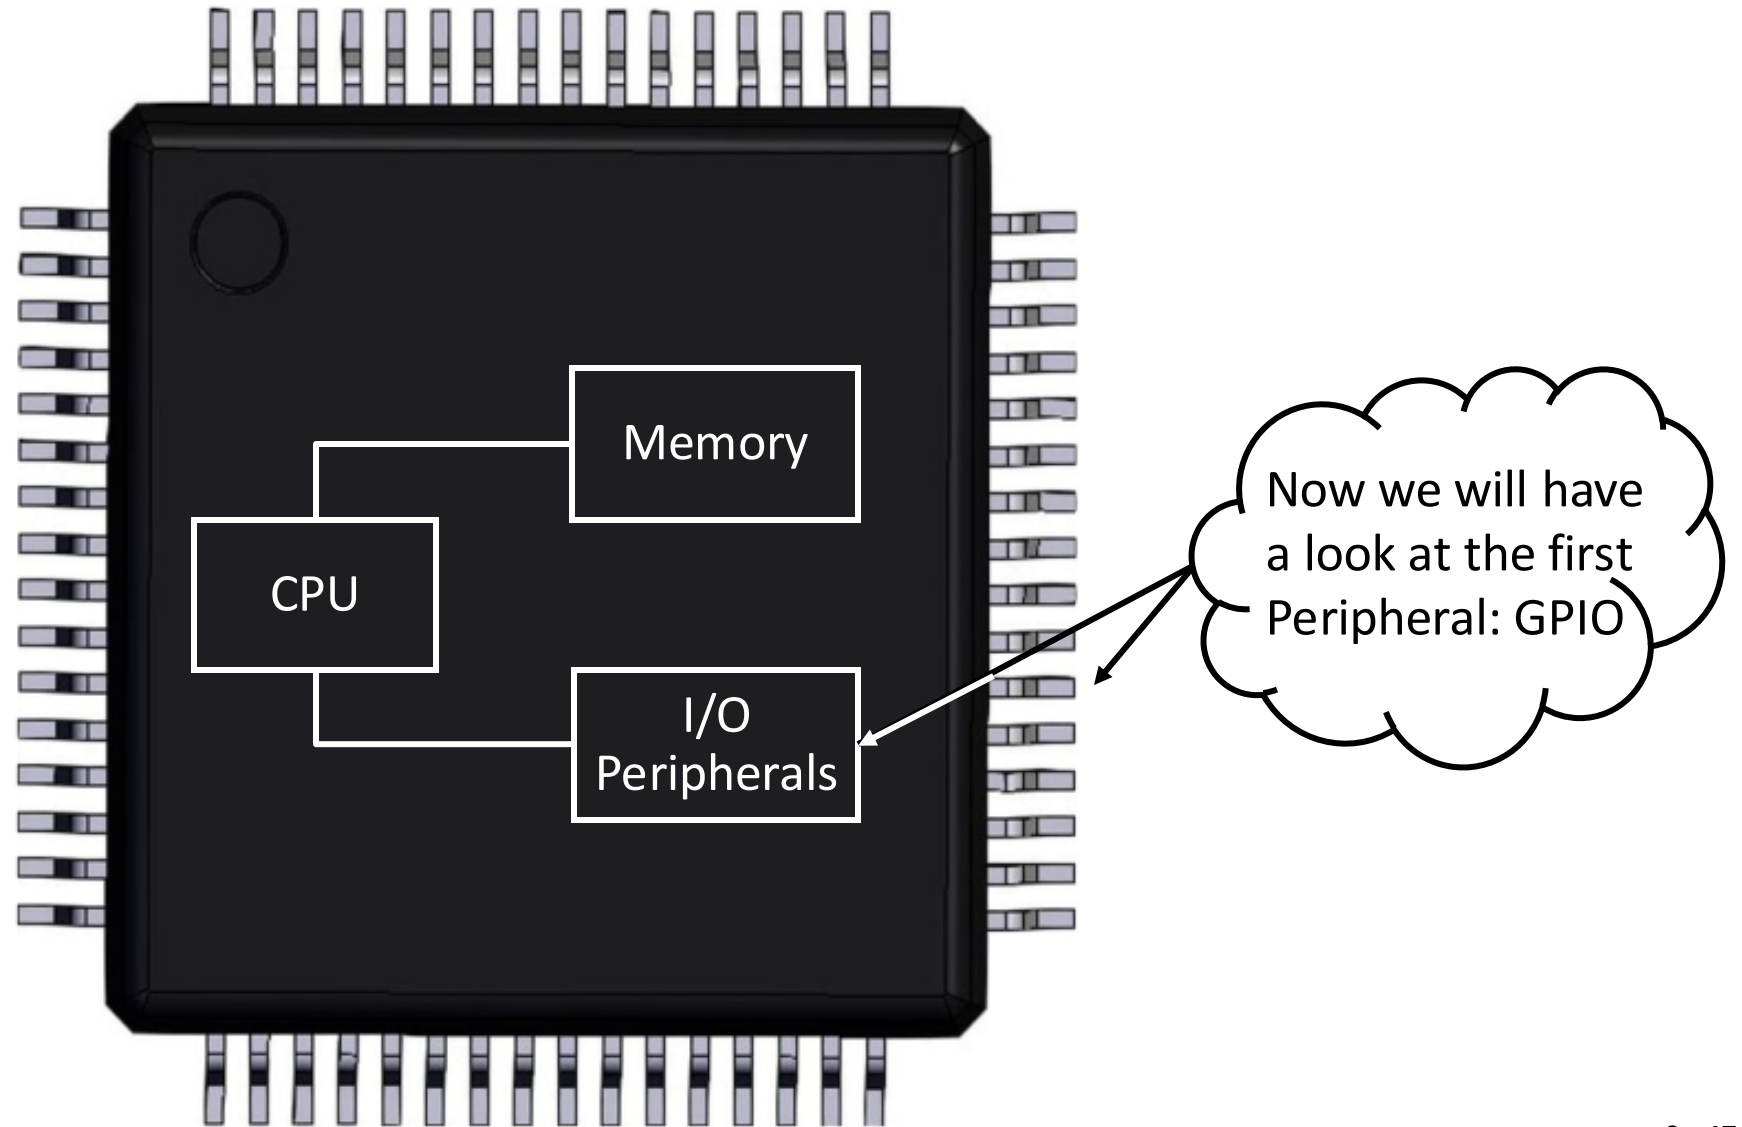 Memory
CPU
I/O
Peripherals
Now we will have
a look at the first
Peripheral: GPIO